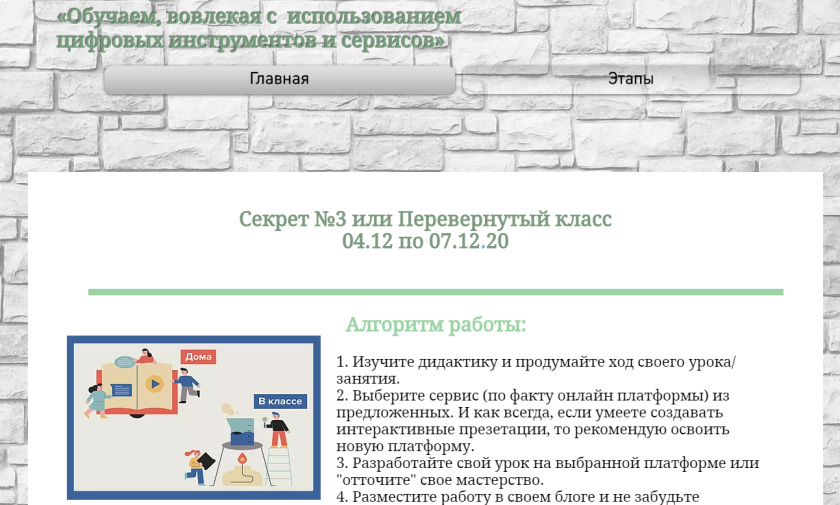 «Обучаем, вовлекая с использованием
цифровых инструментов и сервисов»
Главная
Этапы
Секрет №3 или Перевернутый класс
04.12 по 07.12.20
Алгоритм работы:
Дома
В классе
1. Изучите дидактику и продумайте ход своего урока/
занятия.
2. Выберите сервис (по факту онлайн платформы) из
предложенных. И как всегда, если умеете создавать
интерактивные презетации, то рекомендую освоить
новую платформу.
3. Разработайте свой урок на выбранной платформе или
"отточите" свое мастерство.
4. Разместите работу в своем блоге и не забудьте